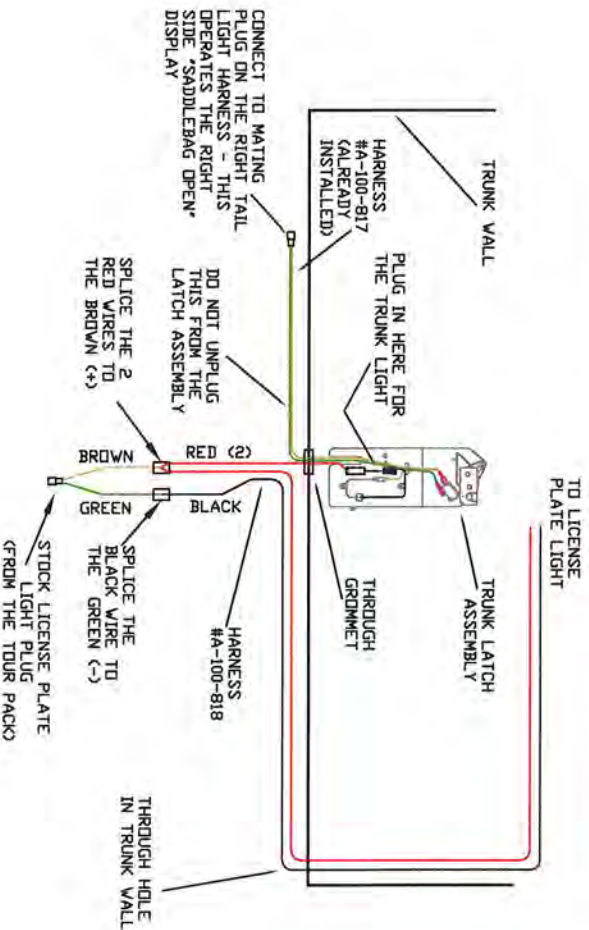 TO LICENSE
PLATE LIGHT
TRUNK WALL
TRUNK LATCH
ASSEMBLY
PLUG IN HERE FOR
THE TRUNK LIGHT
HARNESS
#A-100-817
(ALREADY
INSTALLED)
THROUGH
GROMMET
CONNECT TO MATING
PLUG ON THE RIGHT TAIL
LIGHT HARNESS - THIS
OPERATES THE RIGHT
SIDE "SADDLEBAG OPEN"
DISPLAY
DO NOT UNPLUG
THIS FROM THE
LATCH ASSEMBLY
RED (2)
BLACK
BROWN
GREEN
SPLICE THE 2
RED WIRES TO
THE BROWN (+)
SPLICE THE
BLACK WIRE TO
THE GREEN (-)
HARNESS
#A-100-818
STOCK LICENSE PLATE
LIGHT PLUG
(FROM THE TOUR PACK)
THROUGH HOLE
IN TRUNK WALL